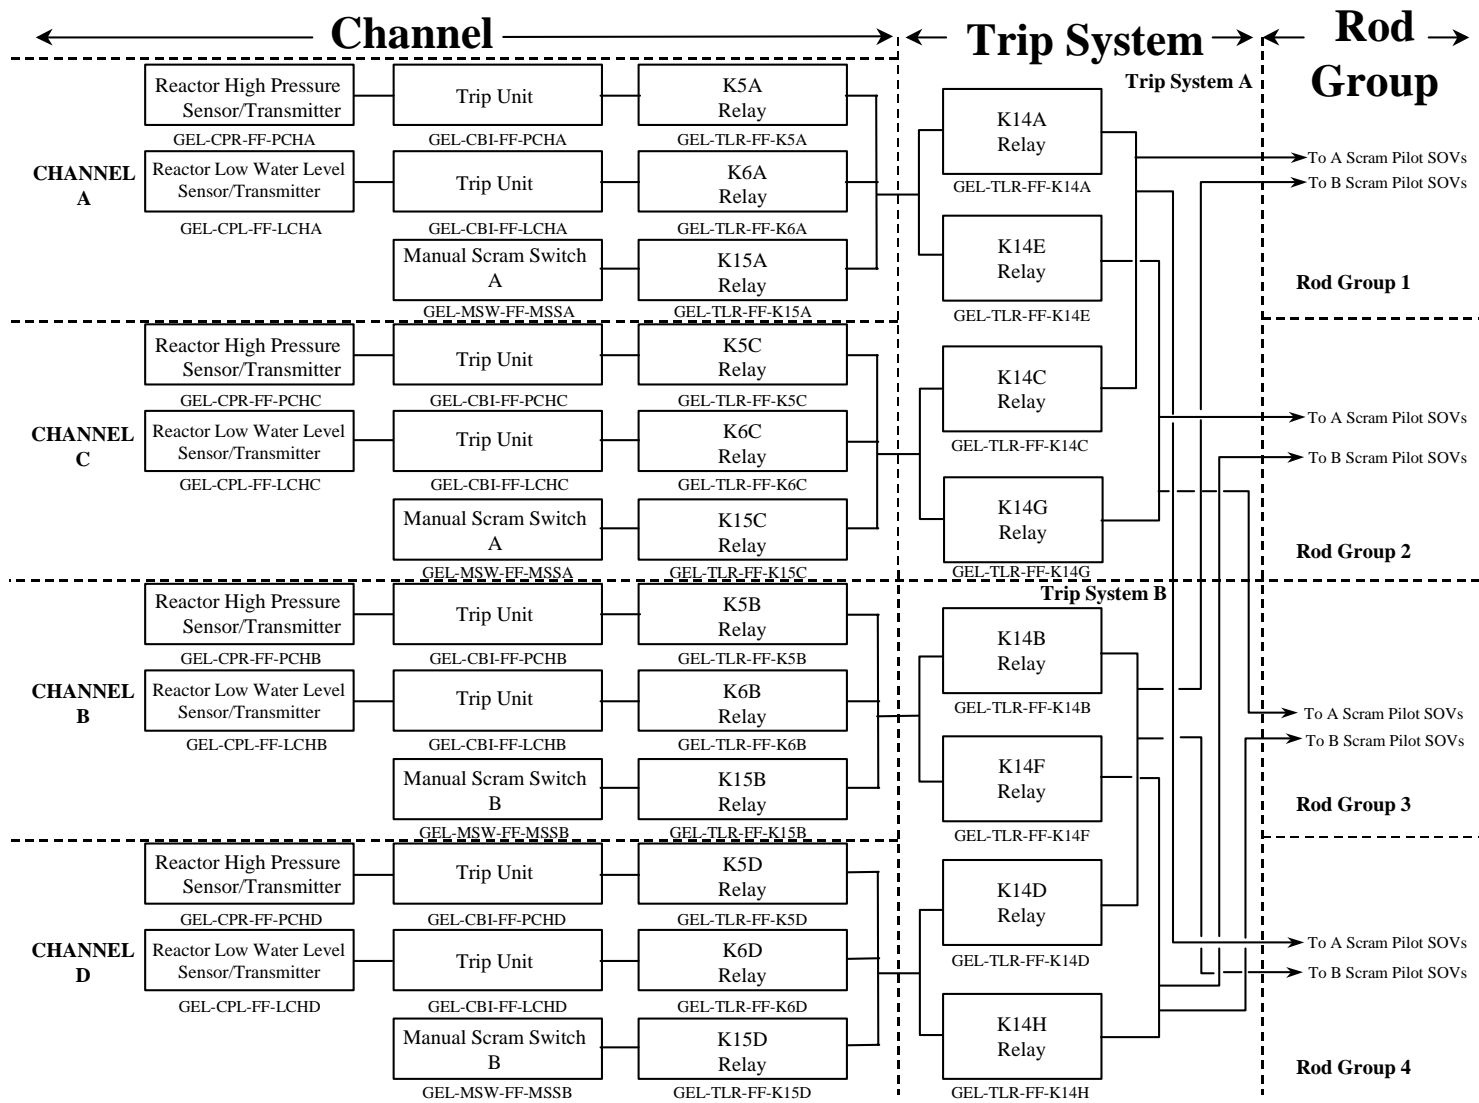 Channel
Trip System
Rod
Group
Trip System A
CHANNEL
A
Reactor High Pressure
Sensor/Transmitter
GEL-CPR-FF-PCHA
Trip Unit
GEL-CBI-FF-PCHA
K5A
Relay
GEL-TLR-FF-K5A
Reactor Low Water Level
Sensor/Transmitter
GEL-CPL-FF-LCHA
Trip Unit
GEL-CBI-FF-LCHA
K6A
Relay
GEL-TLR-FF-K6A
Manual Scram Switch
A
GEL-MSW-FF-MSSA
K15A
Relay
GEL-TLR-FF-K15A
K14A
Relay
GEL-TLR-FF-K14A
K14E
Relay
GEL-TLR-FF-K14E
To A Scram Pilot SOVs
To B Scram Pilot SOVs
Rod Group 1
CHANNEL
C
Reactor High Pressure
Sensor/Transmitter
GEL-CPR-FF-PCHC
Trip Unit
GEL-CBI-FF-PCHC
K5C
Relay
GEL-TLR-FF-K5C
Reactor Low Water Level
Sensor/Transmitter
GEL-CPL-FF-LCHC
Trip Unit
GEL-CBI-FF-LCHC
K6C
Relay
GEL-TLR-FF-K6C
Manual Scram Switch
A
GEL-MSW-FF-MSSA
K15C
Relay
GEL-TLR-FF-K15C
K14C
Relay
GEL-TLR-FF-K14C
K14G
Relay
GEL-TLR-FF-K14G
To A Scram Pilot SOVs
To B Scram Pilot SOVs
Rod Group 2
Trip System B
CHANNEL
B
Reactor High Pressure
Sensor/Transmitter
GEL-CPR-FF-PCHB
Trip Unit
GEL-CBI-FF-PCHB
K5B
Relay
GEL-TLR-FF-K5B
Reactor Low Water Level
Sensor/Transmitter
GEL-CPL-FF-LCHB
Trip Unit
GEL-CBI-FF-LCHB
K6B
Relay
GEL-TLR-FF-K6B
Manual Scram Switch
B
GEL-MSW-FF-MSSB
K15B
Relay
GEL-TLR-FF-K15B
K14B
Relay
GEL-TLR-FF-K14B
K14F
Relay
GEL-TLR-FF-K14F
To A Scram Pilot SOVs
To B Scram Pilot SOVs
Rod Group 3
CHANNEL
D
Reactor High Pressure
Sensor/Transmitter
GEL-CPR-FF-PCHD
Trip Unit
GEL-CBI-FF-PCHD
K5D
Relay
GEL-TLR-FF-K5D
Reactor Low Water Level
Sensor/Transmitter
GEL-CPL-FF-LCHD
Trip Unit
GEL-CBI-FF-LCHD
K6D
Relay
GEL-TLR-FF-K6D
Manual Scram Switch
B
GEL-MSW-FF-MSSB
K15D
Relay
GEL-TLR-FF-K15D
K14D
Relay
GEL-TLR-FF-K14D
K14H
Relay
GEL-TLR-FF-K14H
To A Scram Pilot SOVs
To B Scram Pilot SOVs
Rod Group 4